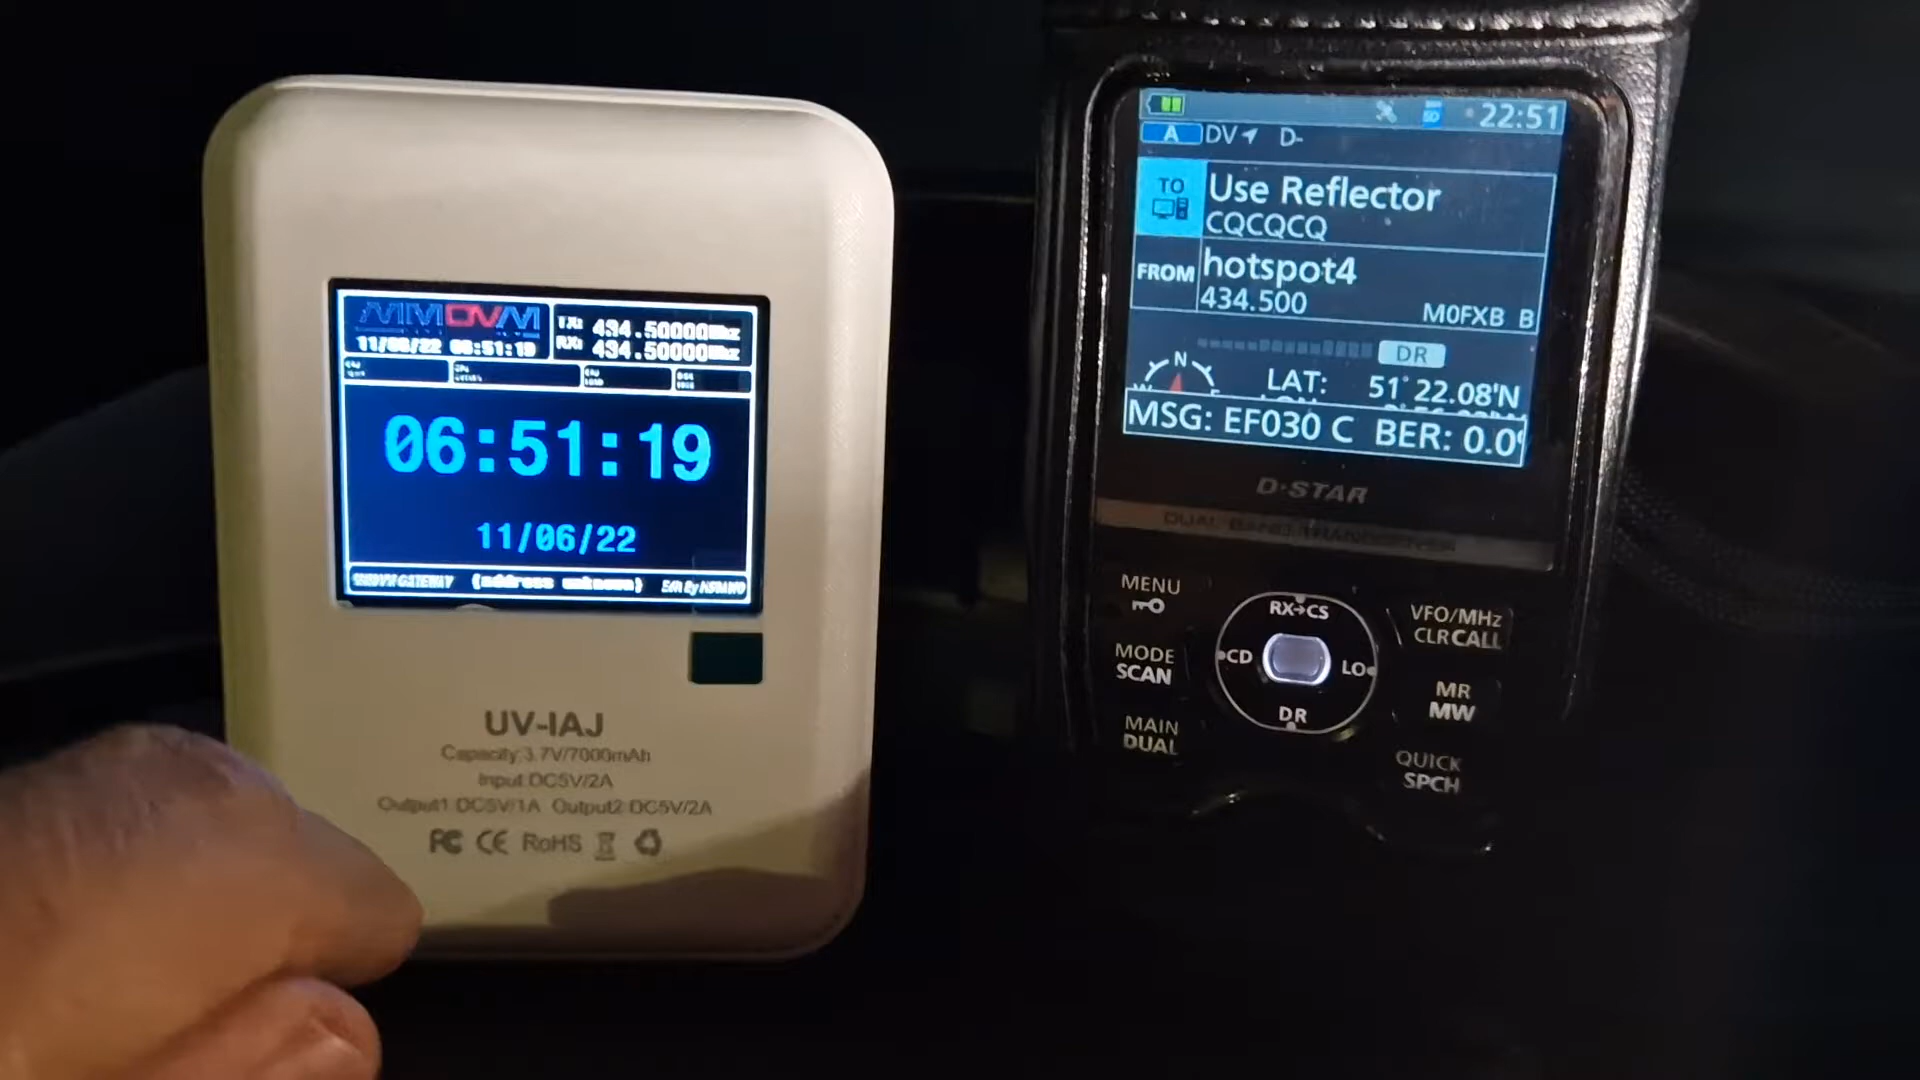 MMDVM
11/06/22 06:51:19
TX: 434.50000Mhz
RX: 434.50000Mhz
06:51:19
11/06/22
(address unknown)
UV-IAJ
Capacity:3.7V/7000mAh
Input:DC5V/2A
Output1:DC5V/1A Output2:DC5V/2A
FC CE RoHS
22:51
A DV D-
TO
Use Reflector
CQCQCQ
FROM
hotspot4
434.500 M0FXB B
DR
N
LAT: 51°22.08'N
MSG: EF030 C BER: 0.0
D-STAR
DUAL BAND TRANSCEIVER
MENU
RX→CS
VFO/MHz
CLR CALL
MODE
SCAN
CD
LO
MR
MW
DR
MAIN
DUAL
QUICK
SPCH